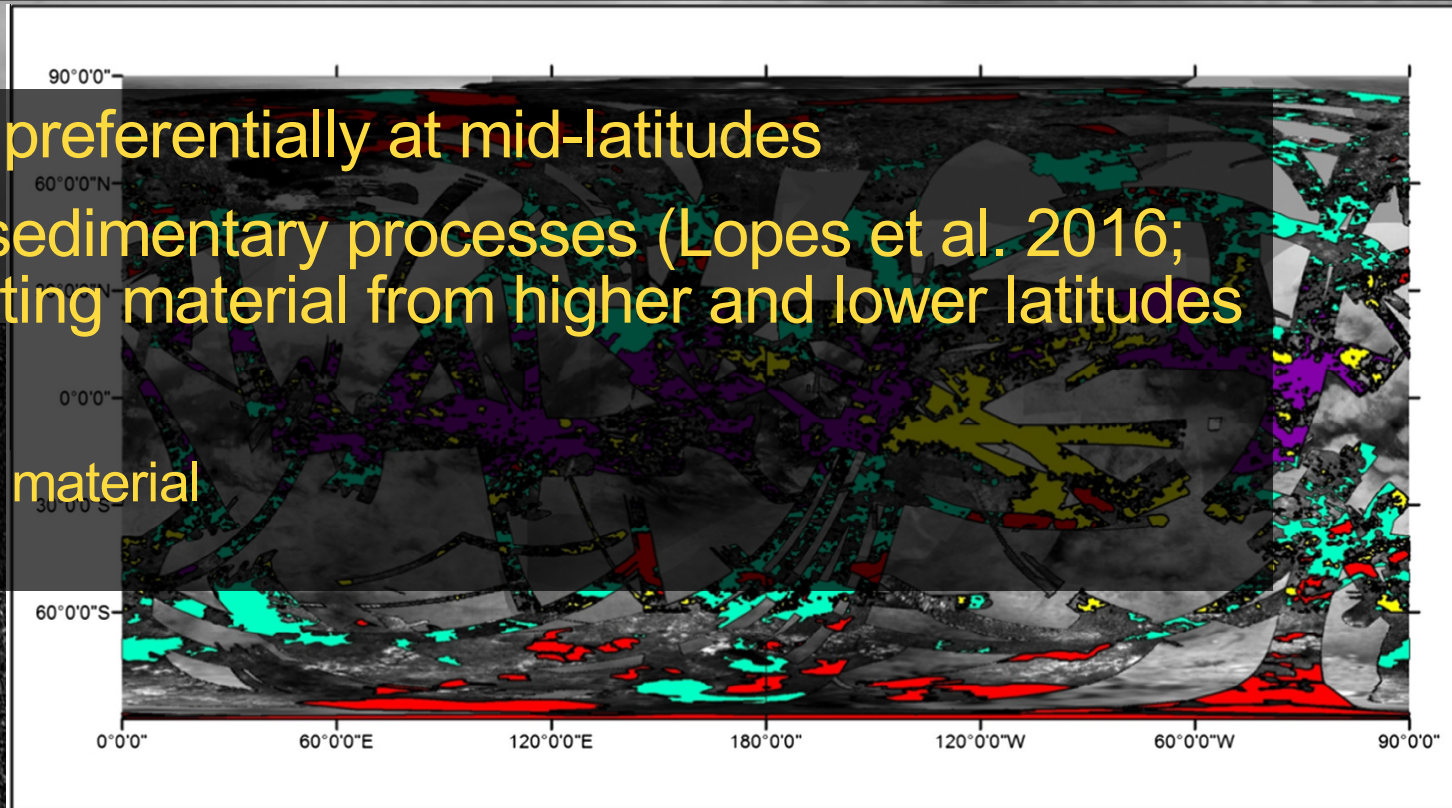 90°0'0"
preferentially at mid-latitudes
60°0'0"N
sedimentary processes (Lopes et al. 2016;
ting material from higher and lower latitudes
0°0'0"
material
60°0'0"S
0°0'0" 60°0'0"E 120°0'0"E 180°0'0" 120°0'0"W 60°0'0"W 90°0'0"